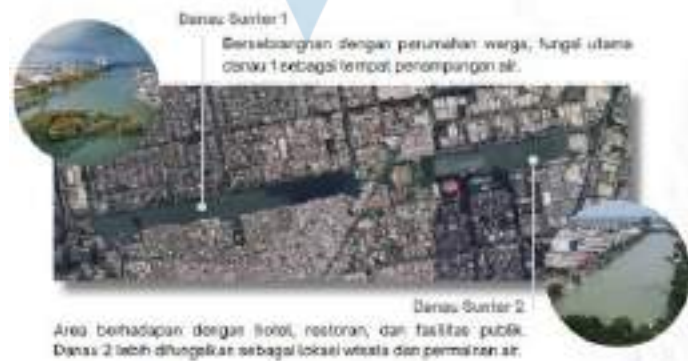 Danau Sunter 1
Berseberangan dengan perumahan warga, fungsi utama
danau 1 sebagai tempat penampungan air.
Danau Sunter 2
Area berhadapan dengan hotel, restoran, dan fasilitas publik.
Danau 2 lebih difungsikan sebagai lokasi wisata dan permainan air.